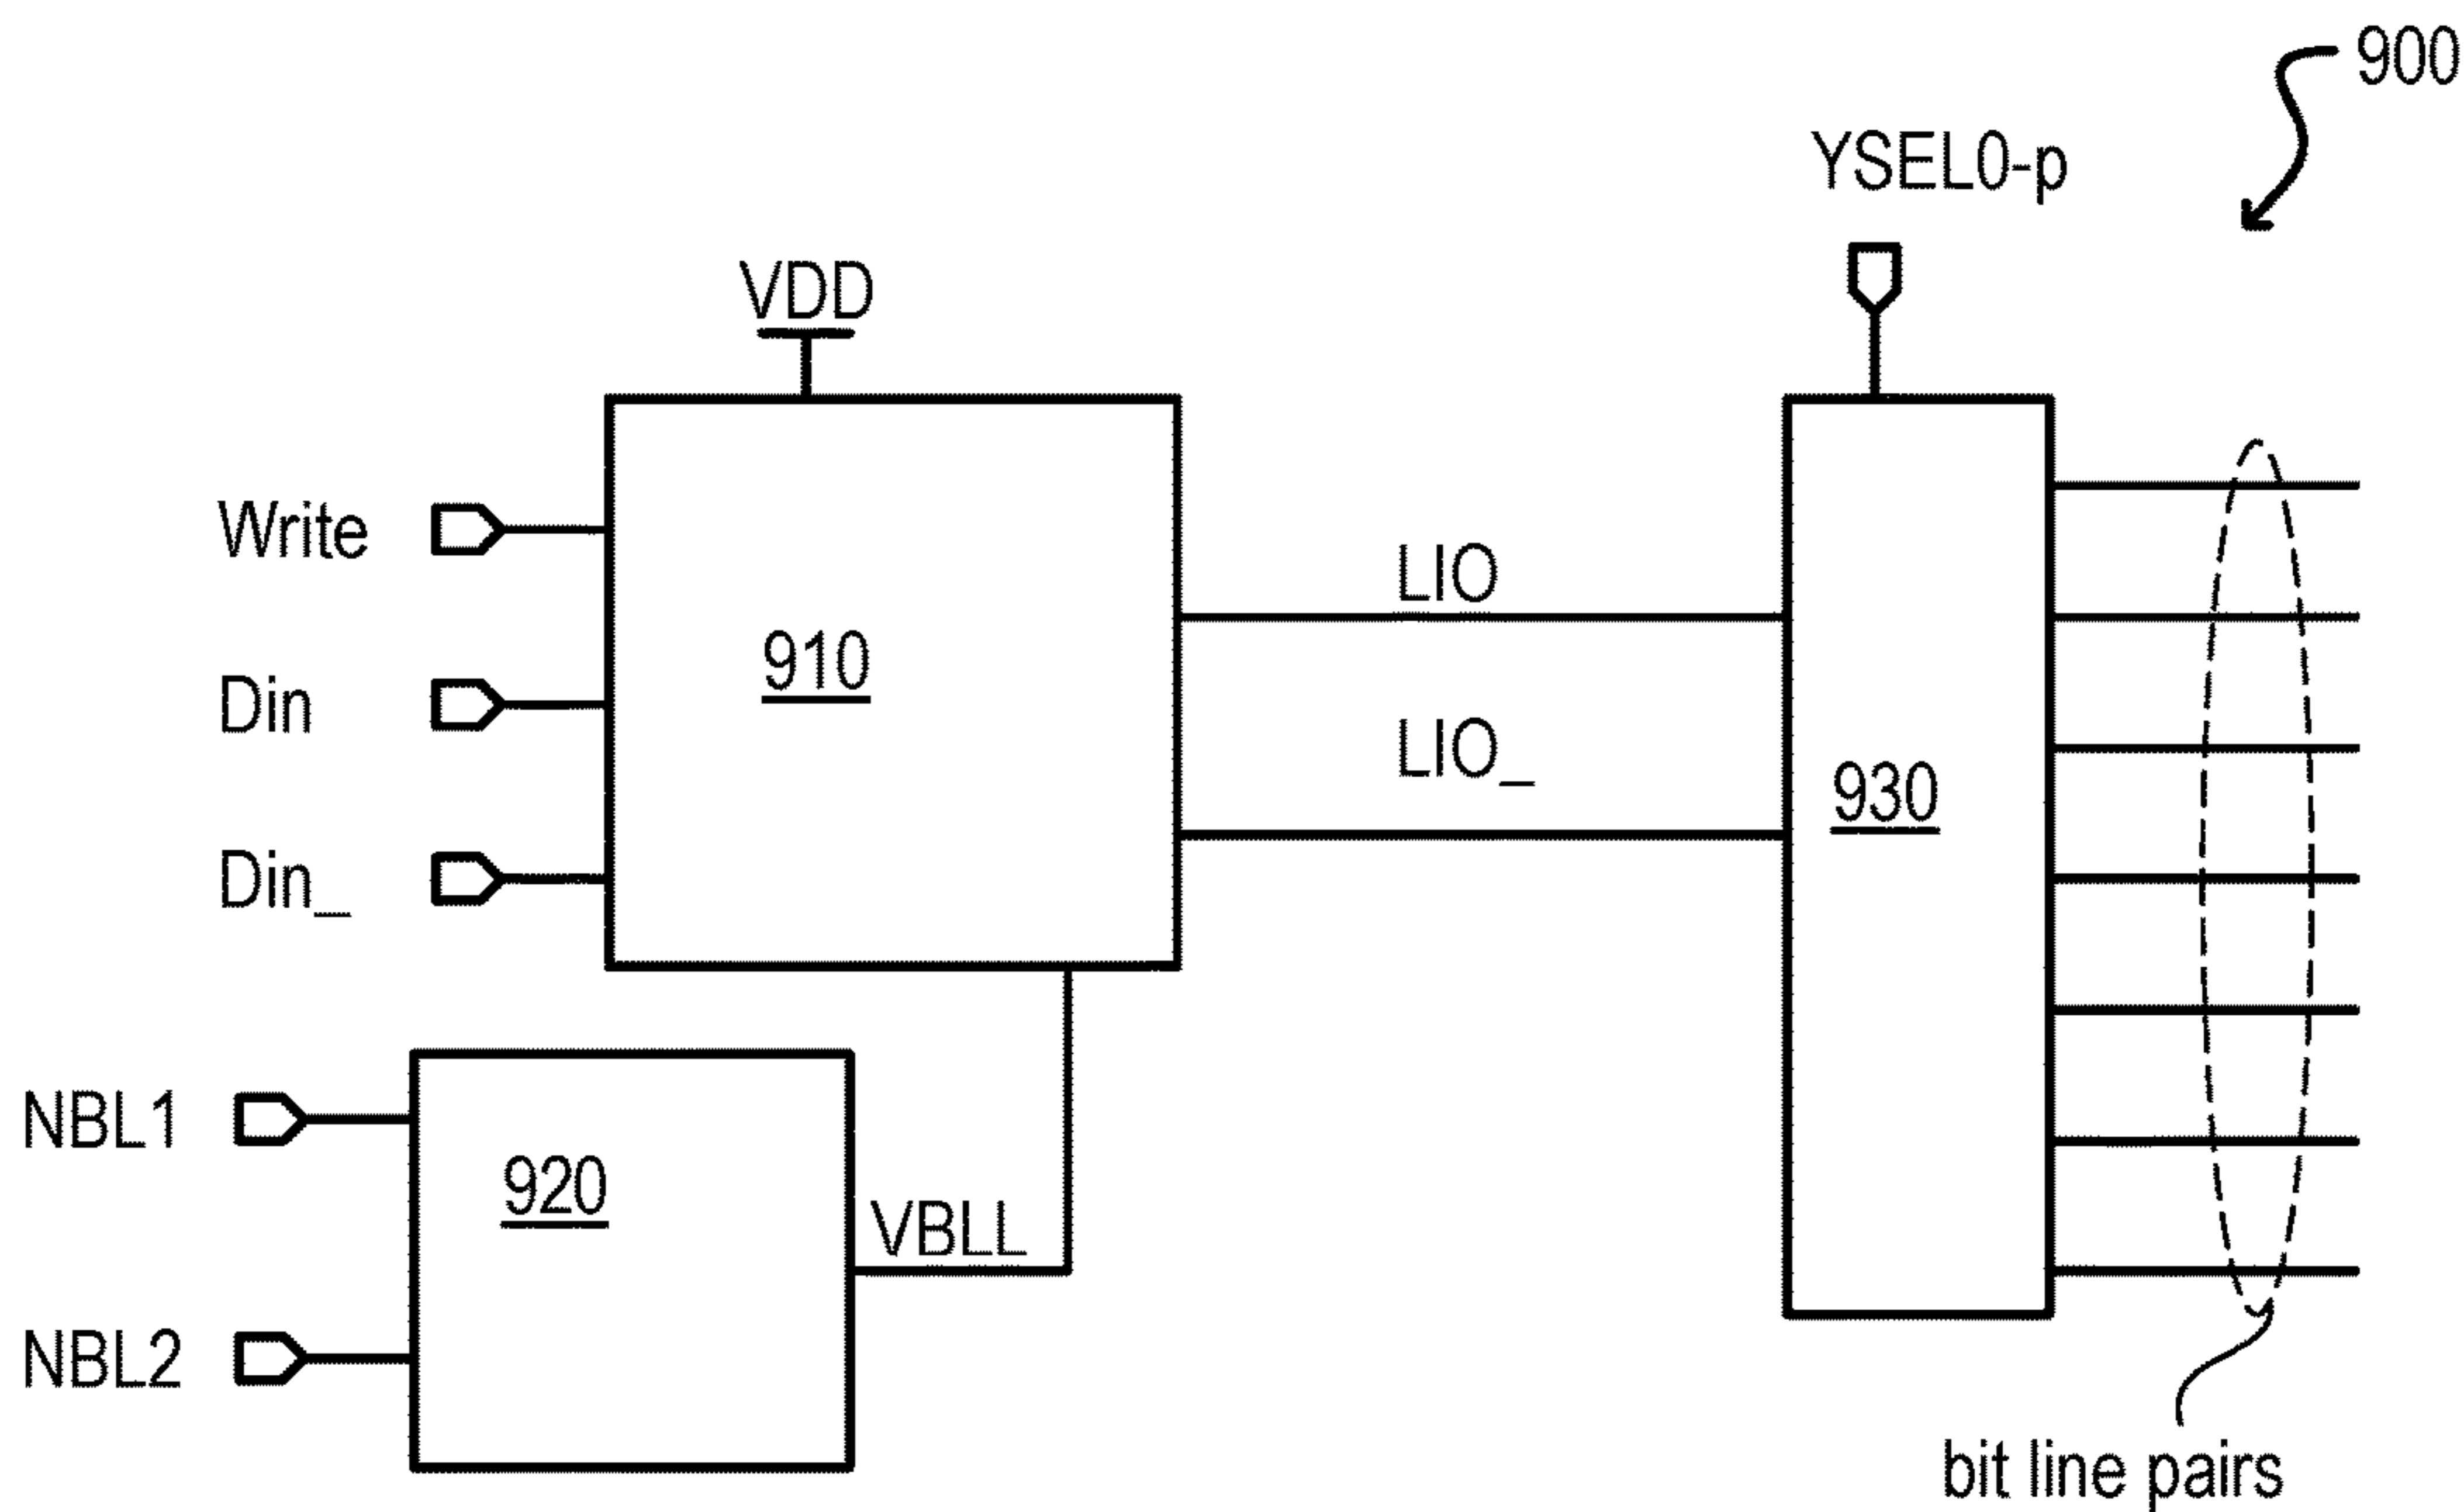 900
YSEL0-p
VDD
Write
LIO
910
Din
LIO_
930
Din_
NBL1
920
VBLL
NBL2
bit line pairs